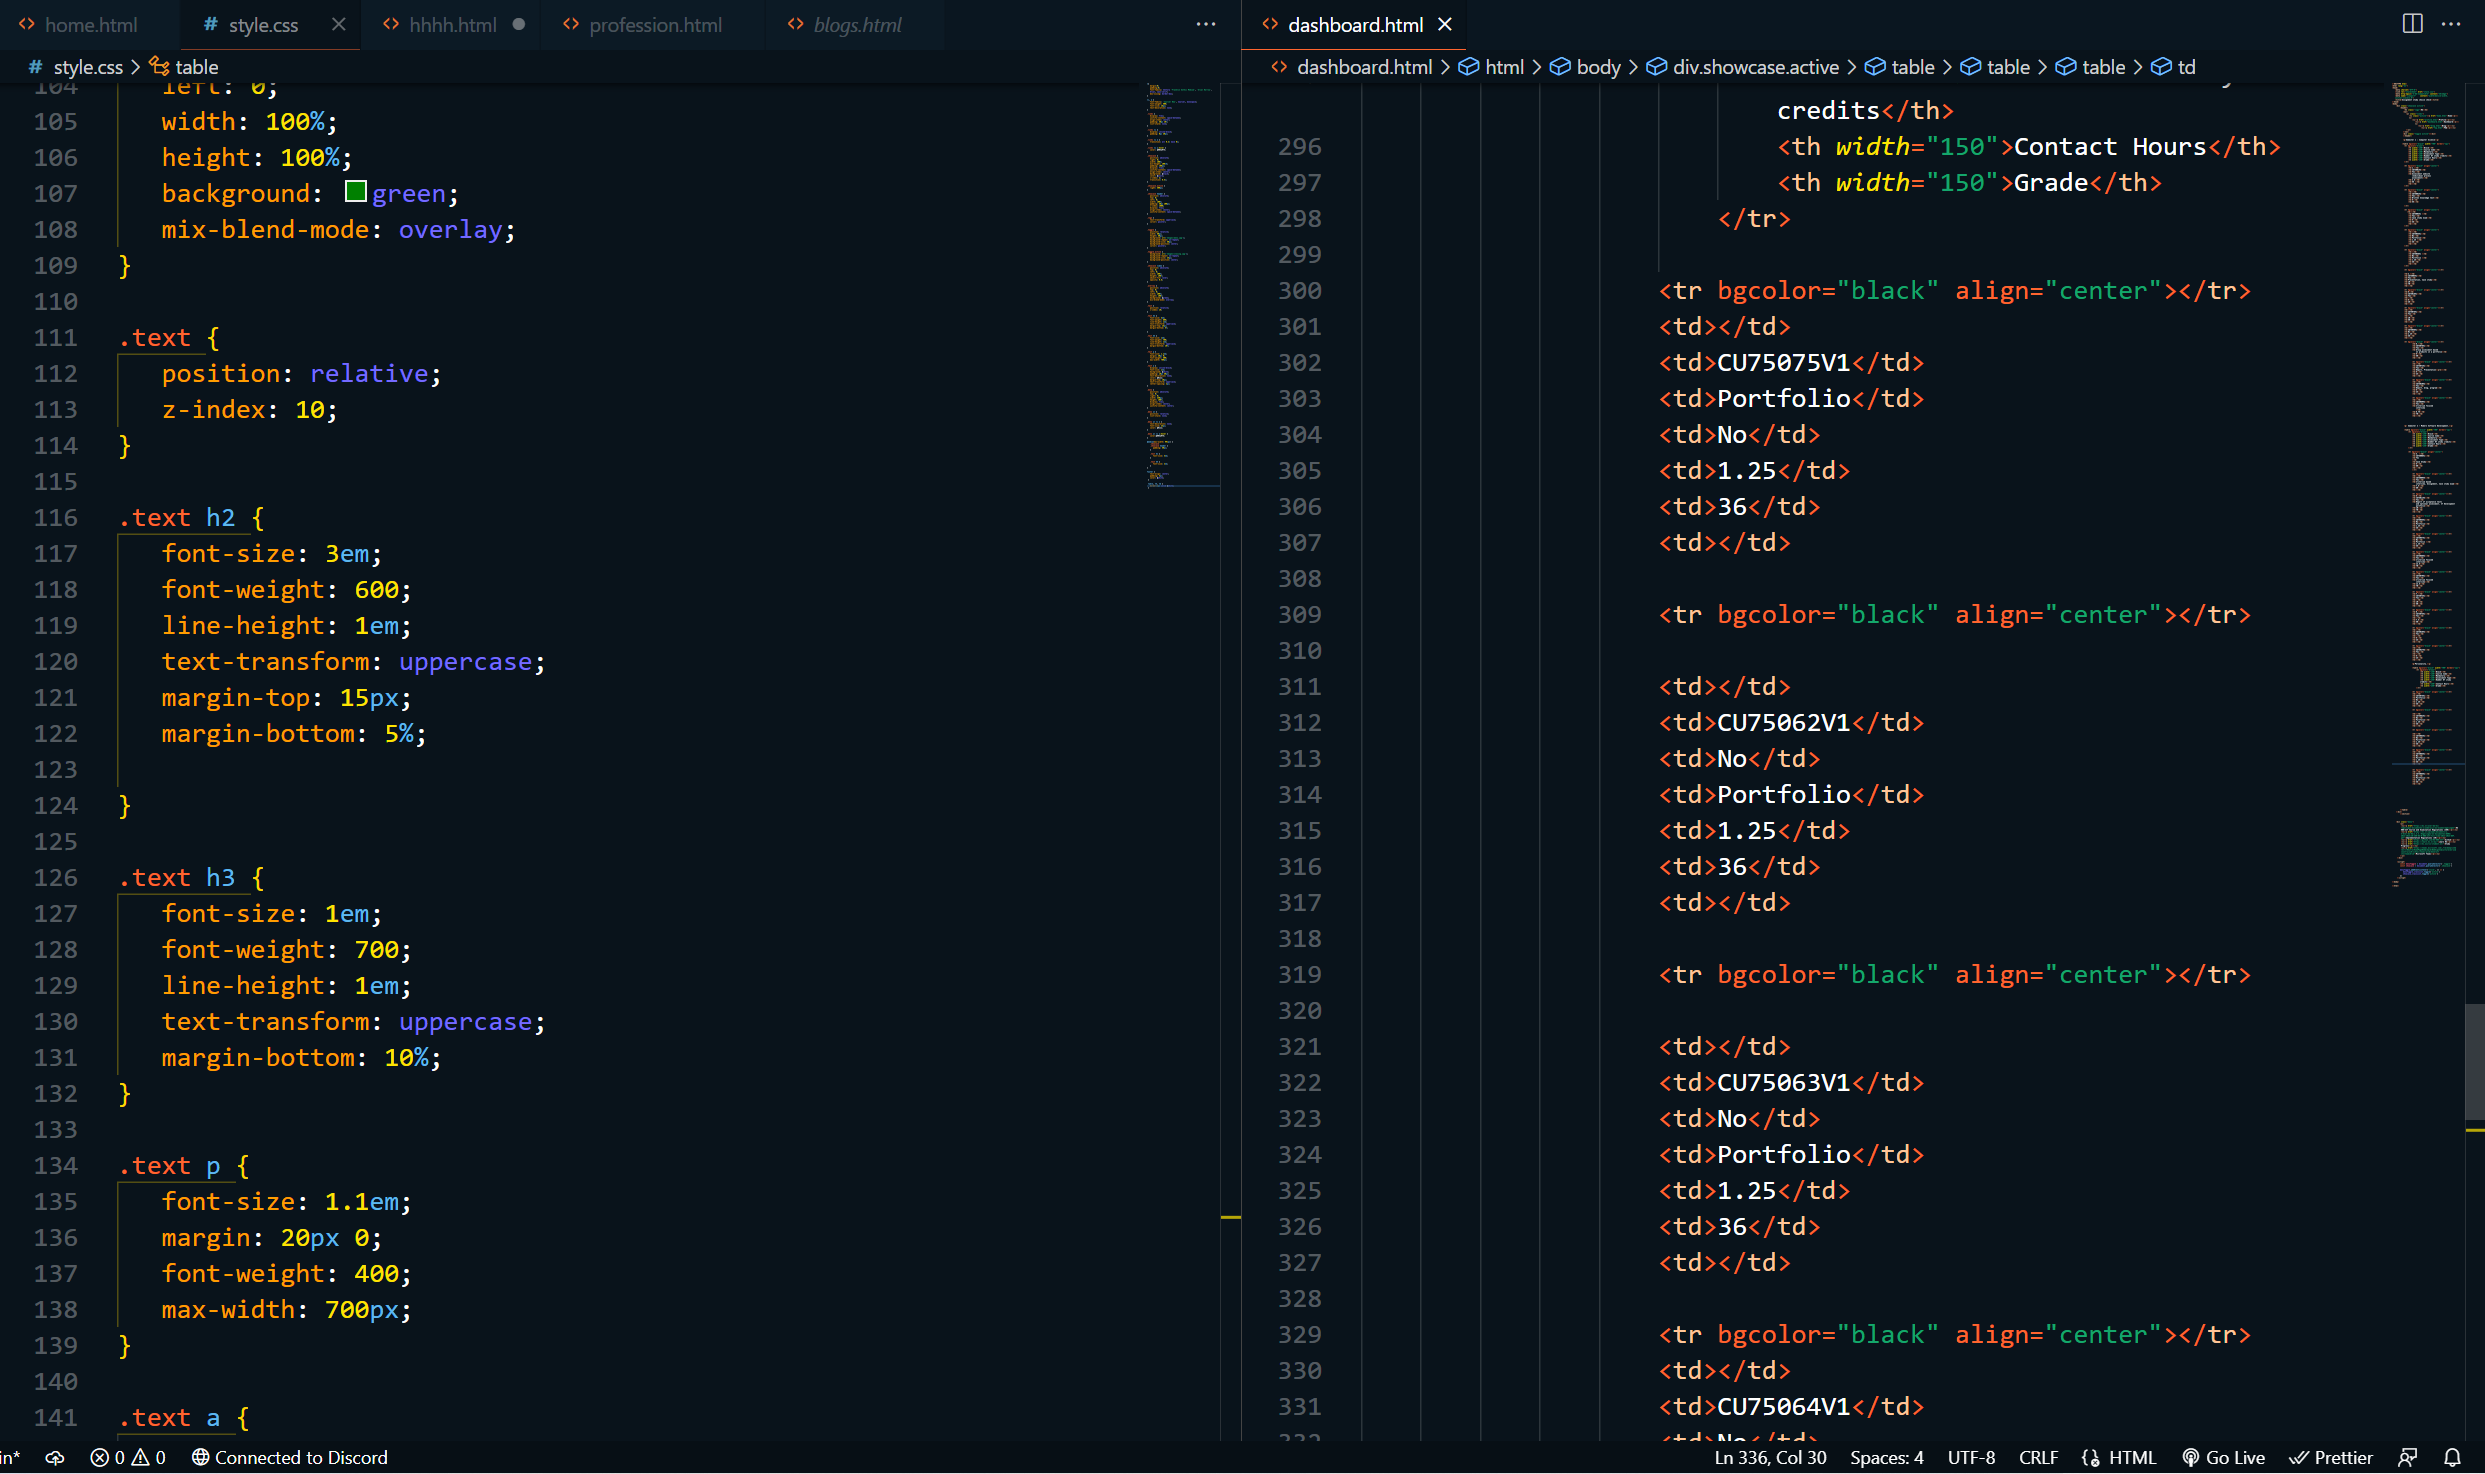 home.html
style.css
hhhh.html
profession.html
blogs.html
style.css > table
104 left: 0;
105 width: 100%;
106 height: 100%;
107 background: green;
108 mix-blend-mode: overlay;
109 }
110
111 .text {
112 position: relative;
113 z-index: 10;
114 }
115
116 .text h2 {
117 font-size: 3em;
118 font-weight: 600;
119 line-height: 1em;
120 text-transform: uppercase;
121 margin-top: 15px;
122 margin-bottom: 5%;
123
124 }
125
126 .text h3 {
127 font-size: 1em;
128 font-weight: 700;
129 line-height: 1em;
130 text-transform: uppercase;
131 margin-bottom: 10%;
132 }
133
134 .text p {
135 font-size: 1.1em;
136 margin: 20px 0;
137 font-weight: 400;
138 max-width: 700px;
139 }
140
141 .text a {
dashboard.html
dashboard.html > html > body > div.showcase.active > table > table > table > td
credits</th>
296 <th width="150">Contact Hours</th>
297 <th width="150">Grade</th>
298 </tr>
299
300 <tr bgcolor="black" align="center"></tr>
301 <td></td>
302 <td>CU75075V1</td>
303 <td>Portfolio</td>
304 <td>No</td>
305 <td>1.25</td>
306 <td>36</td>
307 <td></td>
308
309 <tr bgcolor="black" align="center"></tr>
310
311 <td></td>
312 <td>CU75062V1</td>
313 <td>No</td>
314 <td>Portfolio</td>
315 <td>1.25</td>
316 <td>36</td>
317 <td></td>
318
319 <tr bgcolor="black" align="center"></tr>
320
321 <td></td>
322 <td>CU75063V1</td>
323 <td>No</td>
324 <td>Portfolio</td>
325 <td>1.25</td>
326 <td>36</td>
327 <td></td>
328
329 <tr bgcolor="black" align="center"></tr>
330 <td></td>
331 <td>CU75064V1</td>
332 <td>No</td>
in* 0 0 Connected to Discord Ln 336, Col 30 Spaces: 4 UTF-8 CRLF HTML Go Live Prettier